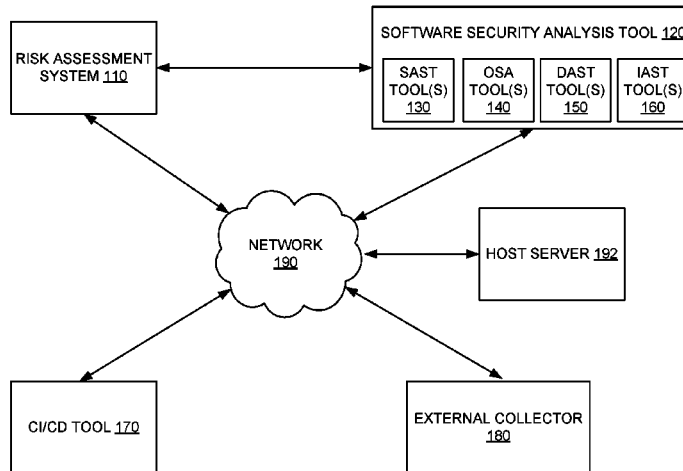 RISK ASSESSMENT
SYSTEM 110
SOFTWARE SECURITY ANALYSIS TOOL 120
SAST
TOOL(S)
130
OSA
TOOL(S)
140
DAST
TOOL(S)
150
IAST
TOOL(S)
160
NETWORK
190
HOST SERVER 192
CI/CD TOOL 170
EXTERNAL COLLECTOR
180